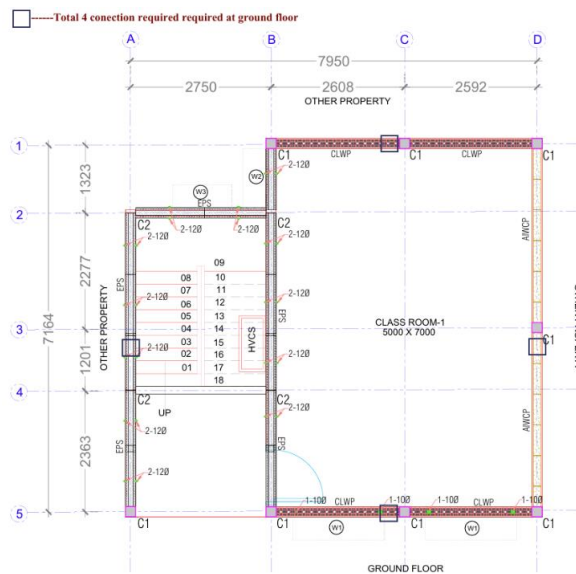 ------Total 4 conection required required at ground floor
A B C D
7950
2750 2608 2592
OTHER PROPERTY
1
C1 CLWP C1 CLWP C1
1323
2-12Ø
W2
W3
EPS
2
C2 2-12Ø 2-12Ø C2
2-12Ø 2-12Ø
AIWCP
2277
09
08 10
EPS
07 11
2-12Ø
06 12
05 13
EPS
3
04 14
CLASS ROOM-1
5000 X 7000
C1
7164
OTHER PROPERTY
2-12Ø
03 15
HVCS
1201
02 16
2-12Ø
01 17
18
4
C2 C2
UP
2-12Ø
2-12Ø
AIWCP
2363
EPS
EPS
2-12Ø
1-10Ø 1-10Ø 1-10Ø 1-10Ø
CLWP CLWP
5
C1 C1 C1 C1
W1 W1
GROUND FLOOR